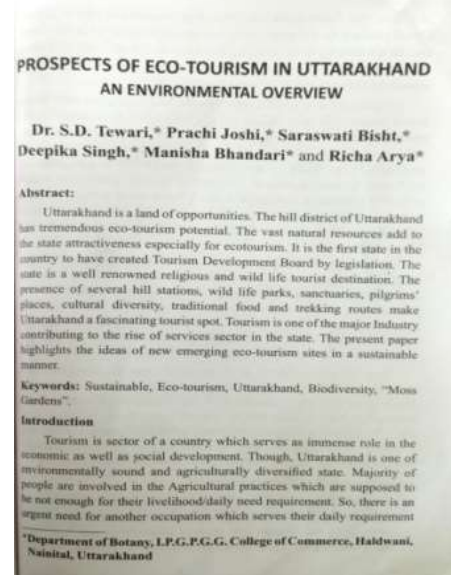 PROSPECTS OF ECO-TOURISM IN UTTARAKHAND
AN ENVIRONMENTAL OVERVIEW
Dr. S.D. Tewari,* Prachi Joshi,* Saraswati Bisht,*
Deepika Singh,* Manisha Bhandari* and Richa Arya*
Abstract:
Uttarakhand is a land of opportunities. The hill district of Uttarakhand
has tremendous eco-tourism potential. The vast natural resources add to
the state attractiveness especially for ecotourism. It is the first state in the
country to have created Tourism Development Board by legislation. The
state is a well renowned religious and wild life tourist destination. The
presence of several hill stations, wild life parks, sanctuaries, pilgrims'
places, cultural diversity, traditional food and trekking routes make
Uttarakhand a fascinating tourist spot. Tourism is one of the major Industry
contributing to the rise of services sector in the state. The present paper
highlights the ideas of new emerging eco-tourism sites in a sustainable
manner.
Keywords: Sustainable, Eco-tourism, Uttarakhand, Biodiversity, "Moss
Gardens".
Introduction
Tourism is sector of a country which serves as immense role in the
economic as well as social development. Though, Uttarakhand is one of
environmentally sound and agriculturally diversified state. Majority of
people are involved in the Agricultural practices which are supposed to
be not enough for their livelihood/daily need requirement. So, there is an
urgent need for another occupation which serves their daily requirement
*Department of Botany, I.P.G.P.G.G. College of Commerce, Haldwani,
Nainital, Uttarakhand